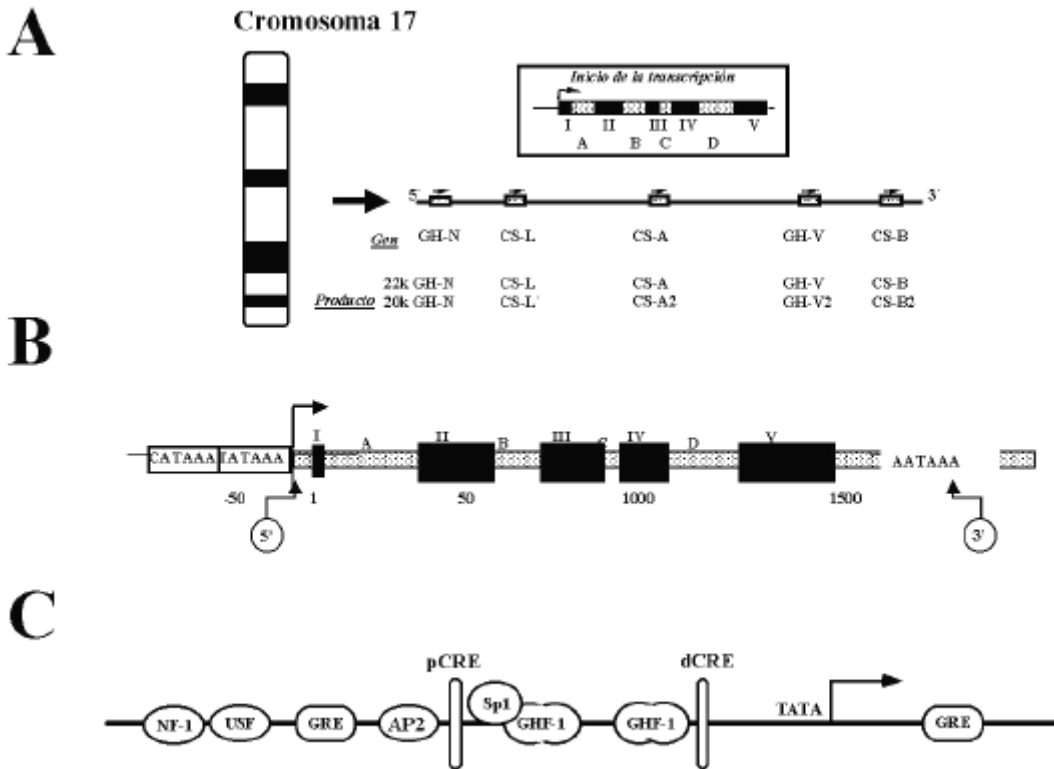 A
Cromosoma 17
Inicio de la transcripción
I II III IV V
A B C D
5´ 3´
Gen GH-N CS-L CS-A GH-V CS-B
22k GH-N CS-L CS-A GH-V CS-B
Producto 20k GH-N CS-L´ CS-A2 GH-V2 CS-B2
B
I A II B III C IV D V
CATAAA TATAAA AATAAA
-50 1 50 1000 1500
5' 3'
C
pCRE dCRE
Sp1 TATA
NF-1 USF GRE AP2 GHF-1 GHF-1 GRE